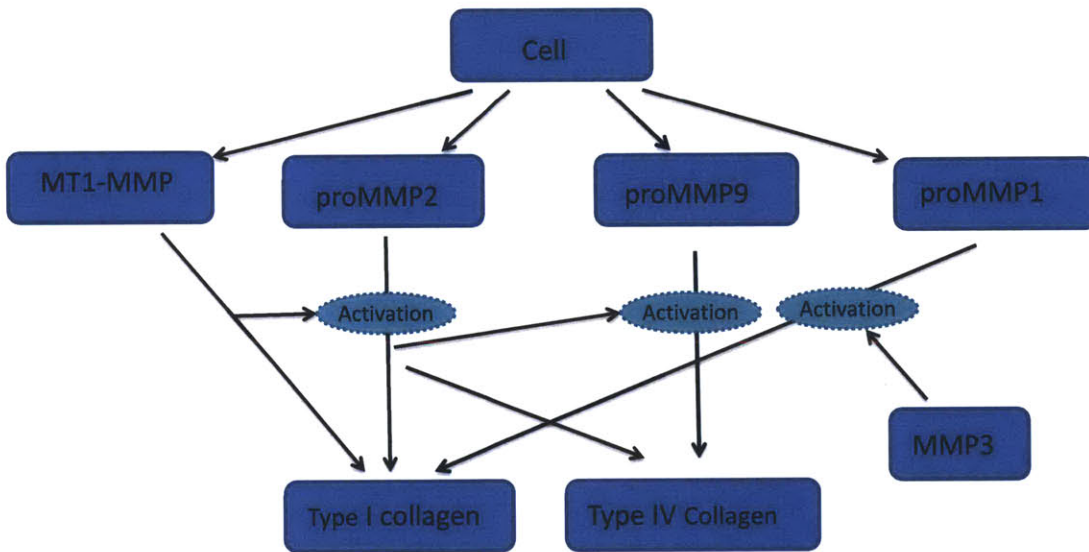 Cell
MT1-MMP
proMMP2
proMMP9
proMMP1
Activation
Activation
Activation
MMP3
Type I collagen
Type IV Collagen